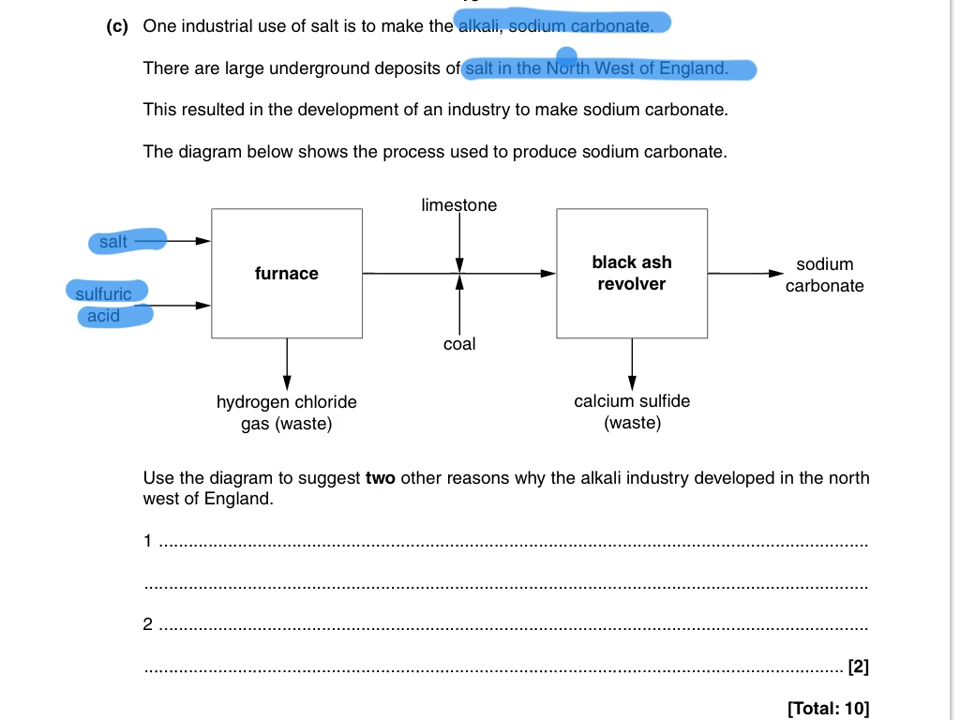 (c) One industrial use of salt is to make the alkali, sodium carbonate.
There are large underground deposits of salt in the North West of England.
This resulted in the development of an industry to make sodium carbonate.
The diagram below shows the process used to produce sodium carbonate.
limestone
salt
furnace
black ash
revolver
sodium
carbonate
sulfuric
acid
coal
hydrogen chloride
gas (waste)
calcium sulfide
(waste)
Use the diagram to suggest two other reasons why the alkali industry developed in the north
west of England.
1 ....................................................................................
....................................................................................
2 ....................................................................................
.................................................................................... [2]
[Total: 10]